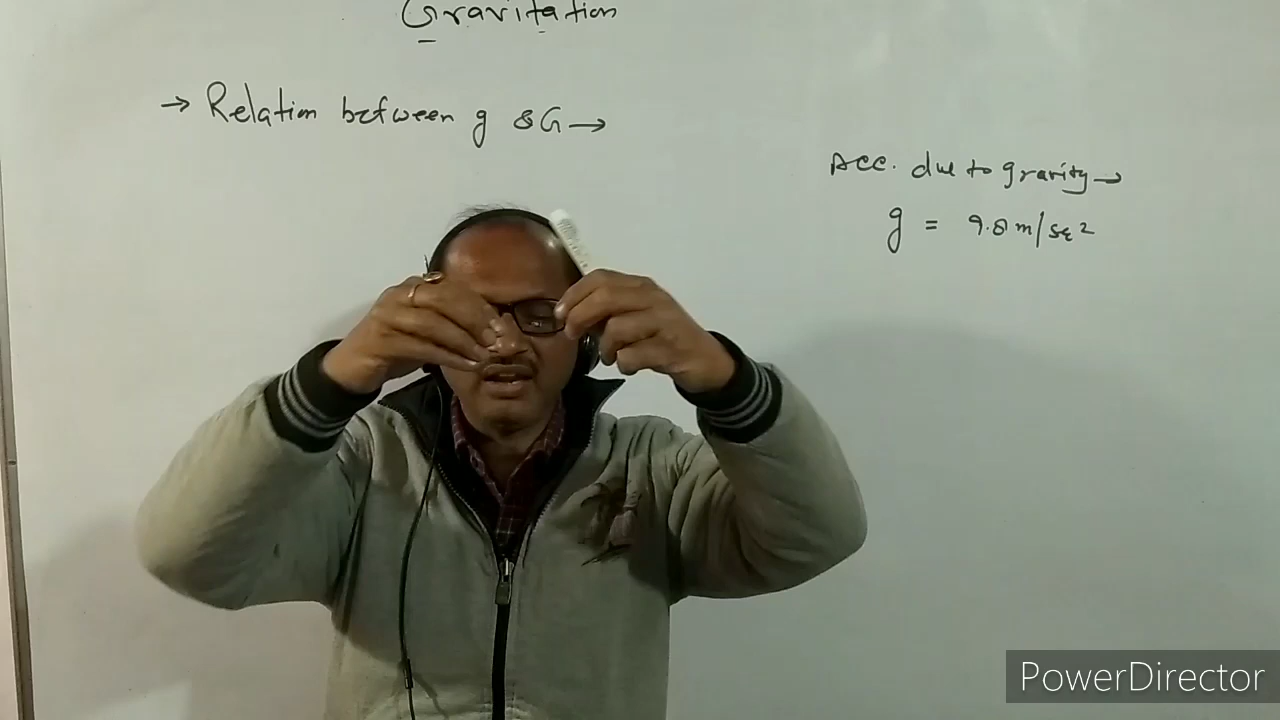 Gravitation
→ Relation between g & G →
Acc. due to gravity →
g = 9.8 m/sec2
PowerDirector